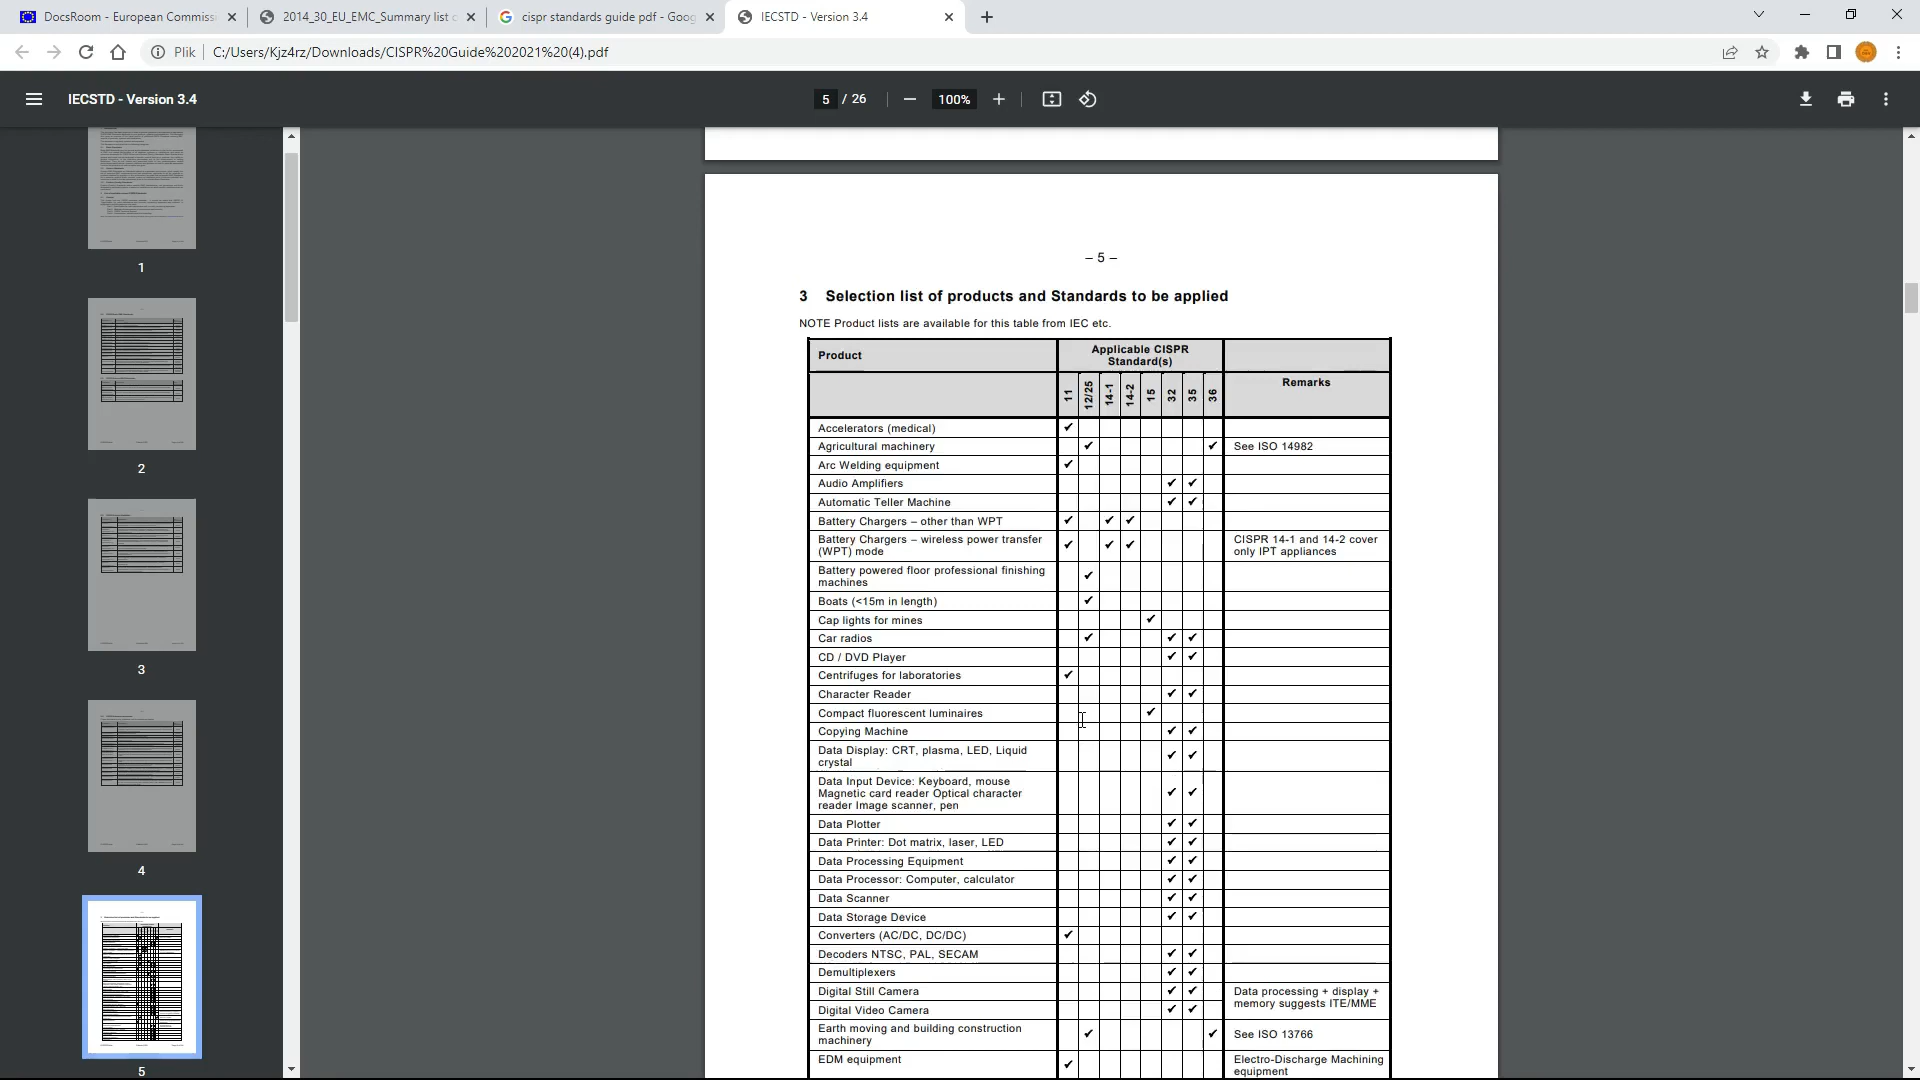 DocsRoom - European Commiss
2014_30_EU_EMC_Summary list c
cispr standards guide pdf - Goog
IECSTD - Version 3.4
Plik
C:/Users/Kjz4rz/Downloads/CISPR%20Guide%202021%20(4).pdf
IECSTD - Version 3.4
5 / 26
100%
1
2
3
4
5
– 5 –
3 Selection list of products and Standards to be applied
NOTE Product lists are available for this table from IEC etc.
Product
Applicable CISPR
Standard(s)
Remarks
11 12/25 14-1 14-2 15 32 35 36
Accelerators (medical) ✔
Agricultural machinery ✔ ✔ See ISO 14982
Arc Welding equipment ✔
Audio Amplifiers ✔ ✔
Automatic Teller Machine ✔ ✔
Battery Chargers – other than WPT ✔ ✔ ✔
Battery Chargers – wireless power transfer
(WPT) mode ✔ ✔ ✔
CISPR 14-1 and 14-2 cover
only IPT appliances
Battery powered floor professional finishing
machines ✔
Boats (<15m in length) ✔
Cap lights for mines ✔
Car radios ✔ ✔ ✔
CD / DVD Player ✔ ✔
Centrifuges for laboratories ✔
Character Reader ✔ ✔
Compact fluorescent luminaires ✔
Copying Machine ✔ ✔
Data Display: CRT, plasma, LED, Liquid
crystal ✔ ✔
Data Input Device: Keyboard, mouse
Magnetic card reader Optical character
reader Image scanner, pen ✔ ✔
Data Plotter ✔ ✔
Data Printer: Dot matrix, laser, LED ✔ ✔
Data Processing Equipment ✔ ✔
Data Processor: Computer, calculator ✔ ✔
Data Scanner ✔ ✔
Data Storage Device ✔ ✔
Converters (AC/DC, DC/DC) ✔
Decoders NTSC, PAL, SECAM ✔ ✔
Demultiplexers ✔ ✔
Digital Still Camera ✔ ✔
Digital Video Camera ✔ ✔
Data processing + display +
memory suggests ITE/MME
Earth moving and building construction
machinery ✔ ✔ See ISO 13766
EDM equipment ✔
Electro-Discharge Machining
equipment